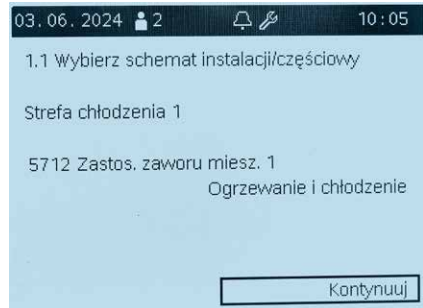 03.06.2024 2 10:05
1.1 Wybierz schemat instalacji/częściowy
Strefa chłodzenia 1
5712 Zastos. zaworu miesz. 1
Ogrzewanie i chłodzenie
Kontynuuj